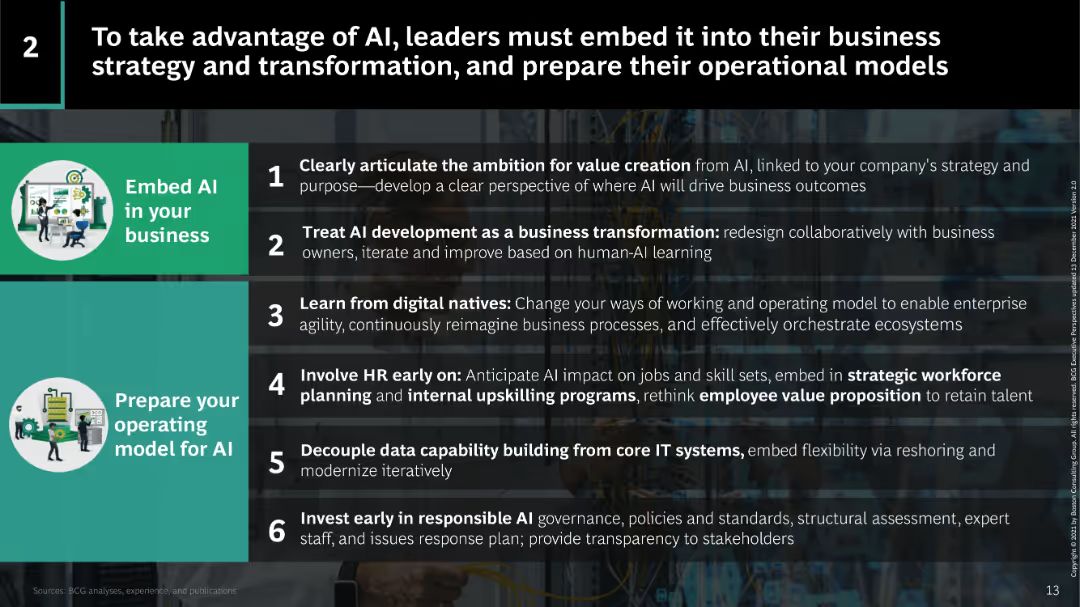 2
To take advantage of AI, leaders must embed it into their business
strategy and transformation, and prepare their operational models
Embed AI
in your
business
1
Clearly articulate the ambition for value creation from AI, linked to your company's strategy and
purpose—develop a clear perspective of where AI will drive business outcomes
2
Treat AI development as a business transformation: redesign collaboratively with business
owners, iterate and improve based on human-AI learning
Prepare your
operating
model for AI
3
Learn from digital natives: Change your ways of working and operating model to enable enterprise
agility, continuously reimagine business processes, and effectively orchestrate ecosystems
4
Involve HR early on: Anticipate AI impact on jobs and skill sets, embed in strategic workforce
planning and internal upskilling programs, rethink employee value proposition to retain talent
5
Decouple data capability building from core IT systems, embed flexibility via reshoring and
modernize iteratively
6
Invest early in responsible AI governance, policies and standards, structural assessment, expert
staff, and issues response plan; provide transparency to stakeholders
Sources: BCG analyses, experience, and publications
13
Copyright © 2021 by Boston Consulting Group. All rights reserved. BCG Executive Perspectives updated 13 December 2021 Version 2.0